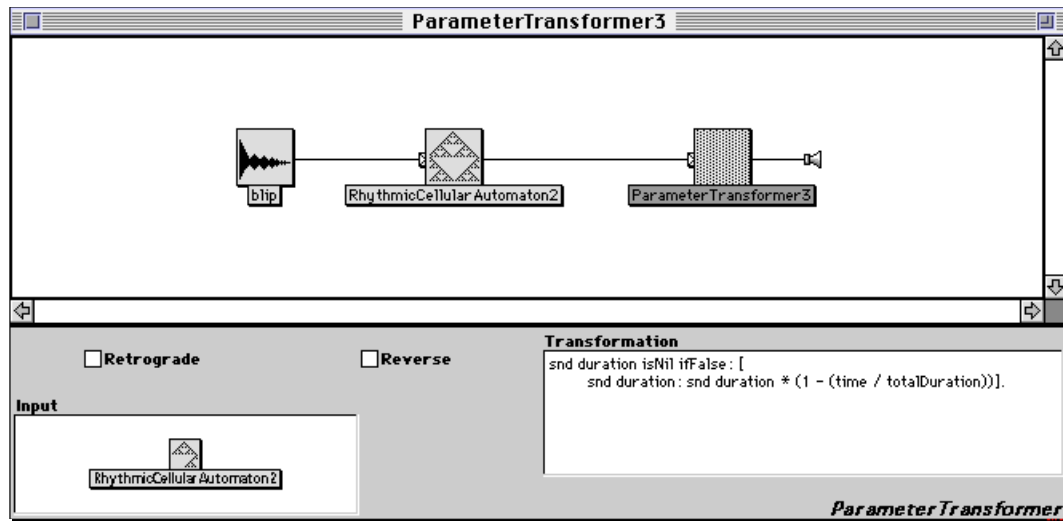 ParameterTransformer3
blip
RhythmicCellularAutomaton2
ParameterTransformer3
Retrograde
Reverse
Transformation
snd duration isNil ifFalse: [
snd duration: snd duration * (1 - (time / totalDuration))].
Input
RhythmicCellularAutomaton2
ParameterTransformer